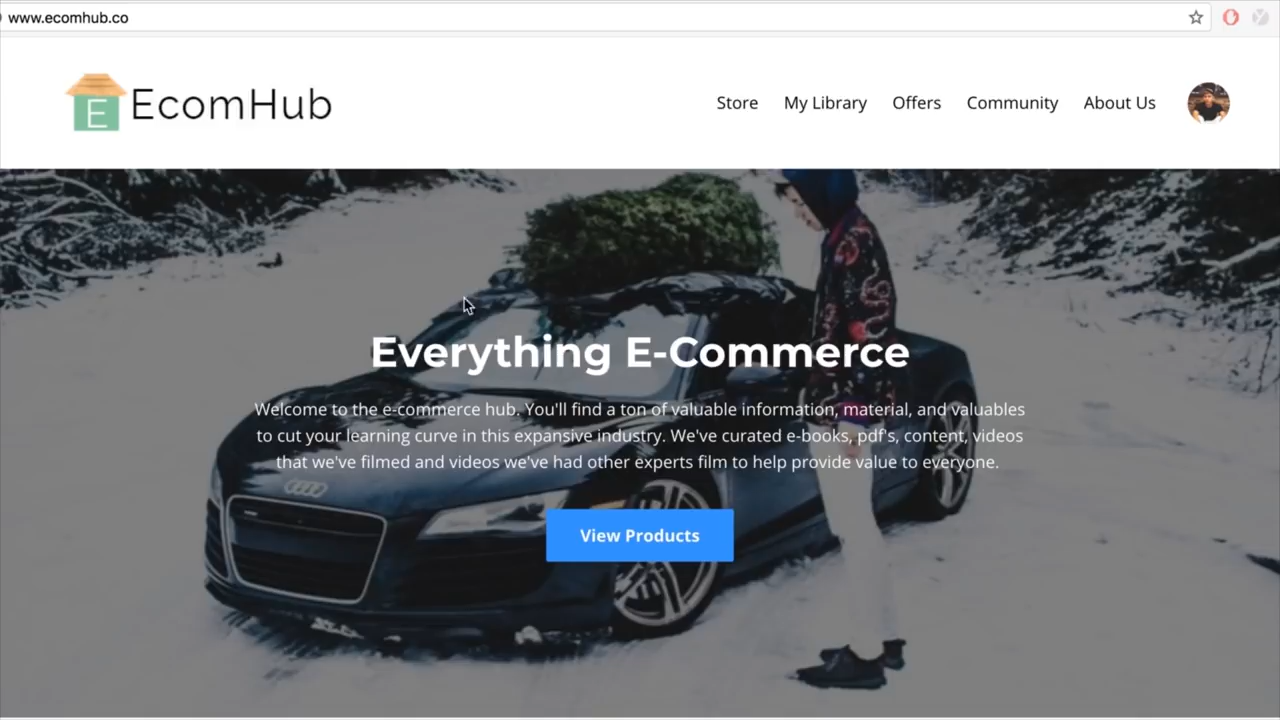 www.ecomhub.co
E EcomHub
Store My Library Offers Community About Us
Everything E-Commerce
Welcome to the e-commerce hub. You'll find a ton of valuable information, material, and valuables
to cut your learning curve in this expansive industry. We've curated e-books, pdf's, content, videos
that we've filmed and videos we've had other experts film to help provide value to everyone.
View Products